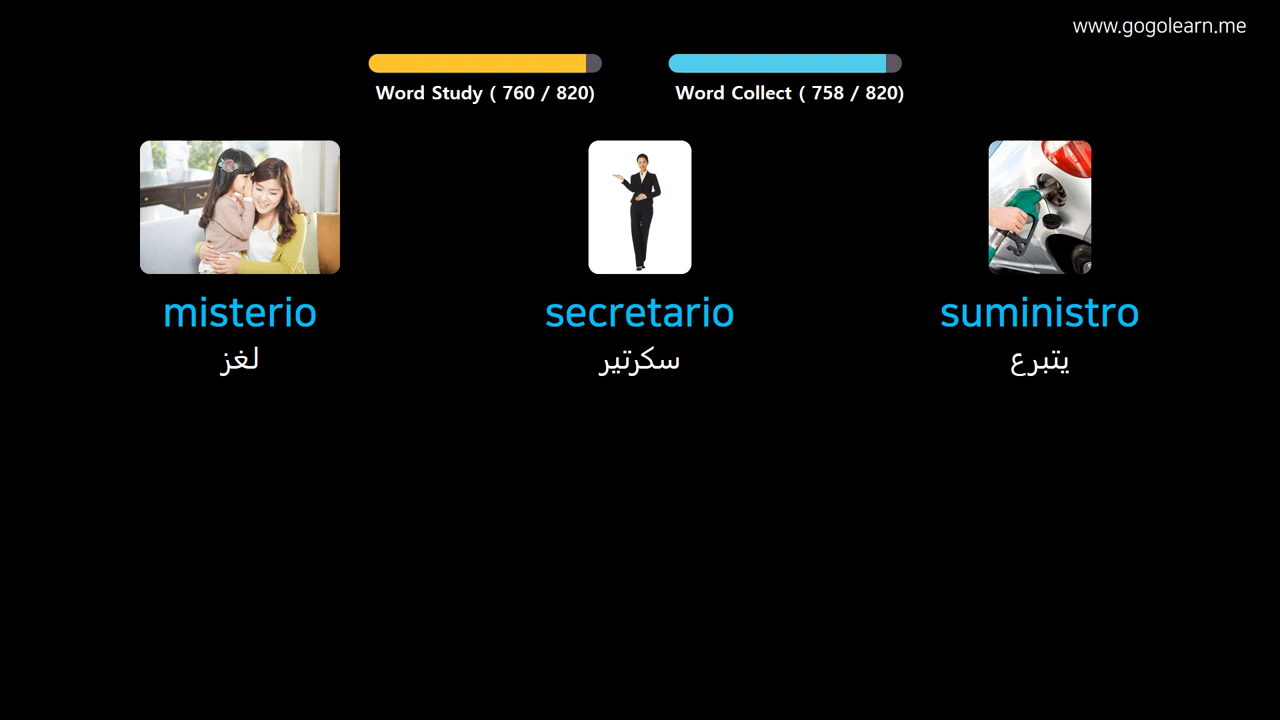 www.gogolearn.me
Word Study ( 760 / 820)
Word Collect ( 758 / 820)
misterio
secretario
suministro
لغز
سكرتير
يتبرع